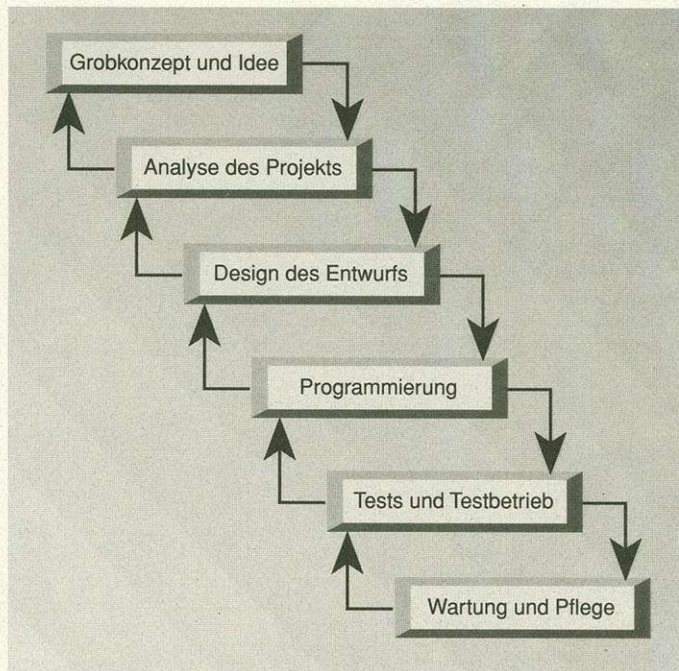 Grobkonzept und Idee
Analyse des Projekts
Design des Entwurfs
Programmierung
Tests und Testbetrieb
Wartung und Pflege